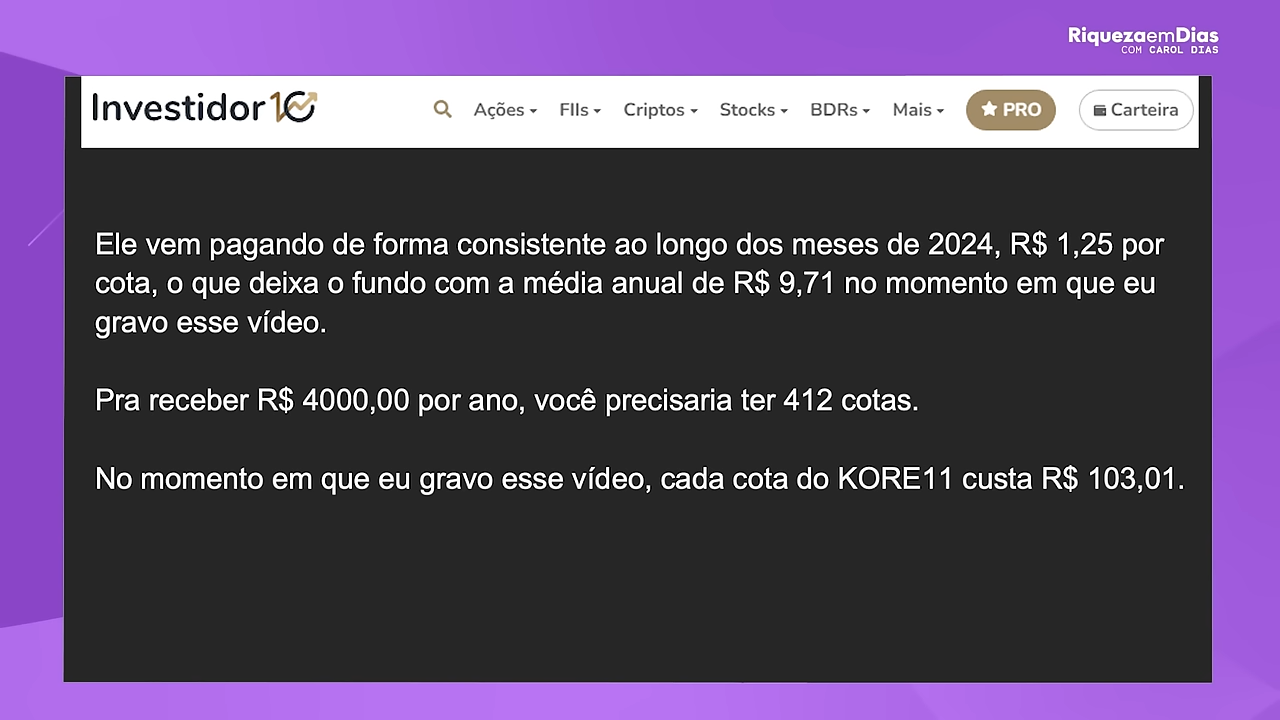 RiquezaemDias
COM CAROL DIAS
Investidor10
Ações
FIIs
Criptos
Stocks
BDRs
Mais
PRO
Carteira
Ele vem pagando de forma consistente ao longo dos meses de 2024, R$ 1,25 por
cota, o que deixa o fundo com a média anual de R$ 9,71 no momento em que eu
gravo esse vídeo.
Pra receber R$ 4000,00 por ano, você precisaria ter 412 cotas.
No momento em que eu gravo esse vídeo, cada cota do KORE11 custa R$ 103,01.